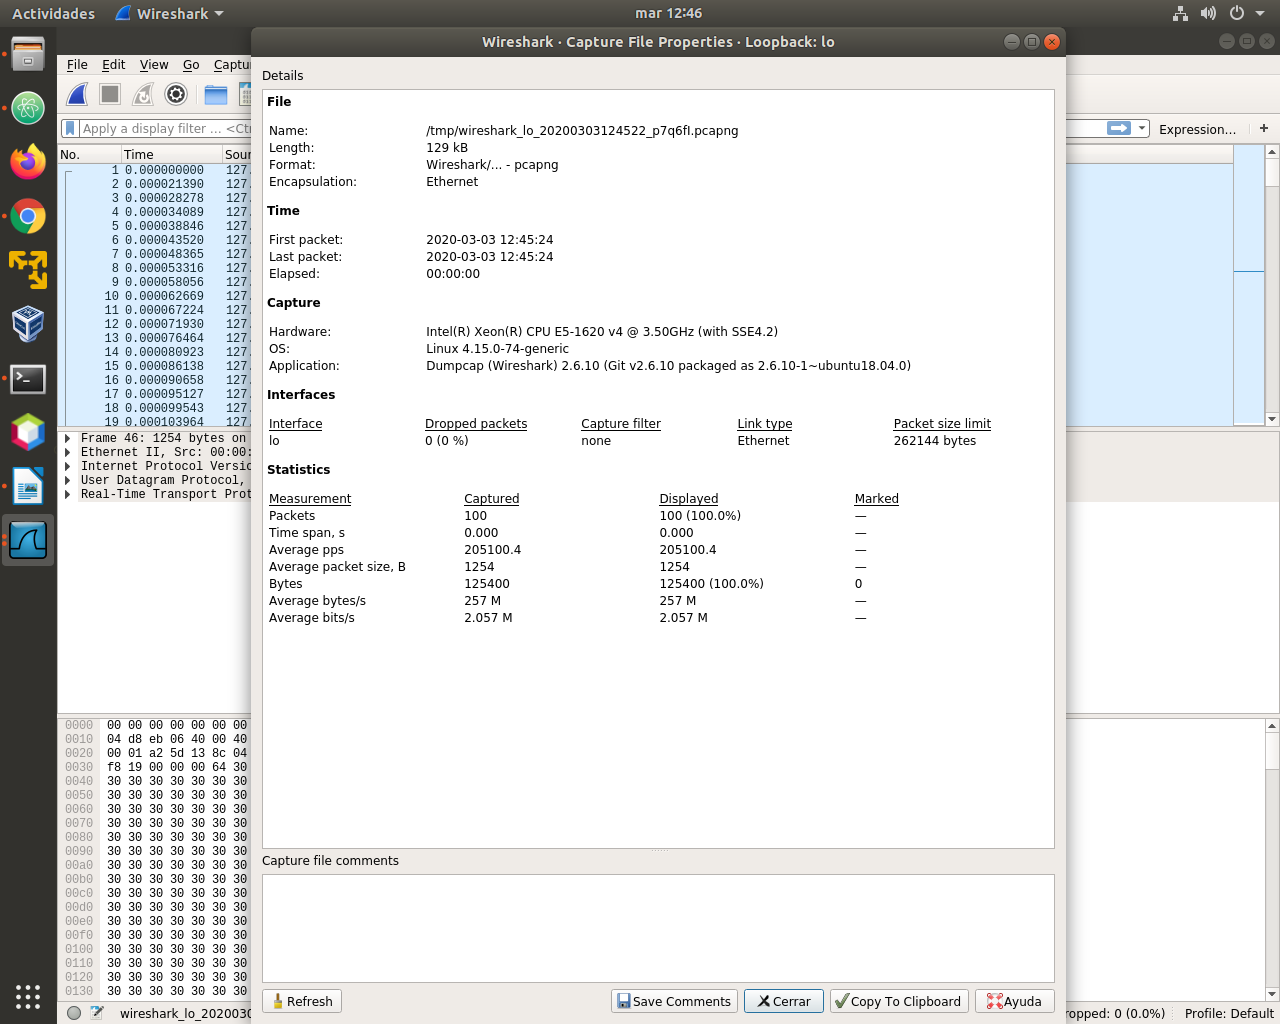 Actividades Wireshark mar 12:46
Wireshark · Capture File Properties · Loopback: lo
File Edit View Go Captu
Details
Apply a display filter ... <Ct Expression... +
No. Time Sour
1 0.000000000 127.
2 0.000021390 127.
3 0.000028278 127.
4 0.000034089 127.
5 0.000038846 127.
6 0.000043520 127.
7 0.000048365 127.
8 0.000053316 127.
9 0.000058056 127.
10 0.000062669 127.
11 0.000067224 127.
12 0.000071930 127.
13 0.000076464 127.
14 0.000080923 127.
15 0.000086138 127.
16 0.000090658 127.
17 0.000095127 127.
18 0.000099543 127.
19 0.000103964 127.
Frame 46: 1254 bytes on
Ethernet II, Src: 00:00:
Internet Protocol Versio
User Datagram Protocol,
Real-Time Transport Prot
0000 00 00 00 00 00 00 00
0010 04 d8 eb 06 40 00 40
0020 00 01 a2 5d 13 8c 04
0030 f8 19 00 00 00 64 30
0040 30 30 30 30 30 30 30
0050 30 30 30 30 30 30 30
0060 30 30 30 30 30 30 30
0070 30 30 30 30 30 30 30
0080 30 30 30 30 30 30 30
0090 30 30 30 30 30 30 30
00a0 30 30 30 30 30 30 30
00b0 30 30 30 30 30 30 30
00c0 30 30 30 30 30 30 30
00d0 30 30 30 30 30 30 30
00e0 30 30 30 30 30 30 30
00f0 30 30 30 30 30 30 30
0100 30 30 30 30 30 30 30
0110 30 30 30 30 30 30 30
0120 30 30 30 30 30 30 30
0130 30 30 30 30 30 30 30
File
Name: /tmp/wireshark_lo_20200303124522_p7q6fI.pcapng
Length: 129 kB
Format: Wireshark/... - pcapng
Encapsulation: Ethernet
Time
First packet: 2020-03-03 12:45:24
Last packet: 2020-03-03 12:45:24
Elapsed: 00:00:00
Capture
Hardware: Intel(R) Xeon(R) CPU E5-1620 v4 @ 3.50GHz (with SSE4.2)
OS: Linux 4.15.0-74-generic
Application: Dumpcap (Wireshark) 2.6.10 (Git v2.6.10 packaged as 2.6.10-1~ubuntu18.04.0)
Interfaces
Interface Dropped packets Capture filter Link type Packet size limit
lo 0 (0 %) none Ethernet 262144 bytes
Statistics
Measurement Captured Displayed Marked
Packets 100 100 (100.0%) —
Time span, s 0.000 0.000 —
Average pps 205100.4 205100.4 —
Average packet size, B 1254 1254 —
Bytes 125400 125400 (100.0%) 0
Average bytes/s 257 M 257 M —
Average bits/s 2.057 M 2.057 M —
Capture file comments
Refresh Save Comments Cerrar Copy To Clipboard Ayuda
wireshark_lo_202003 ropped: 0 (0.0%) Profile: Default